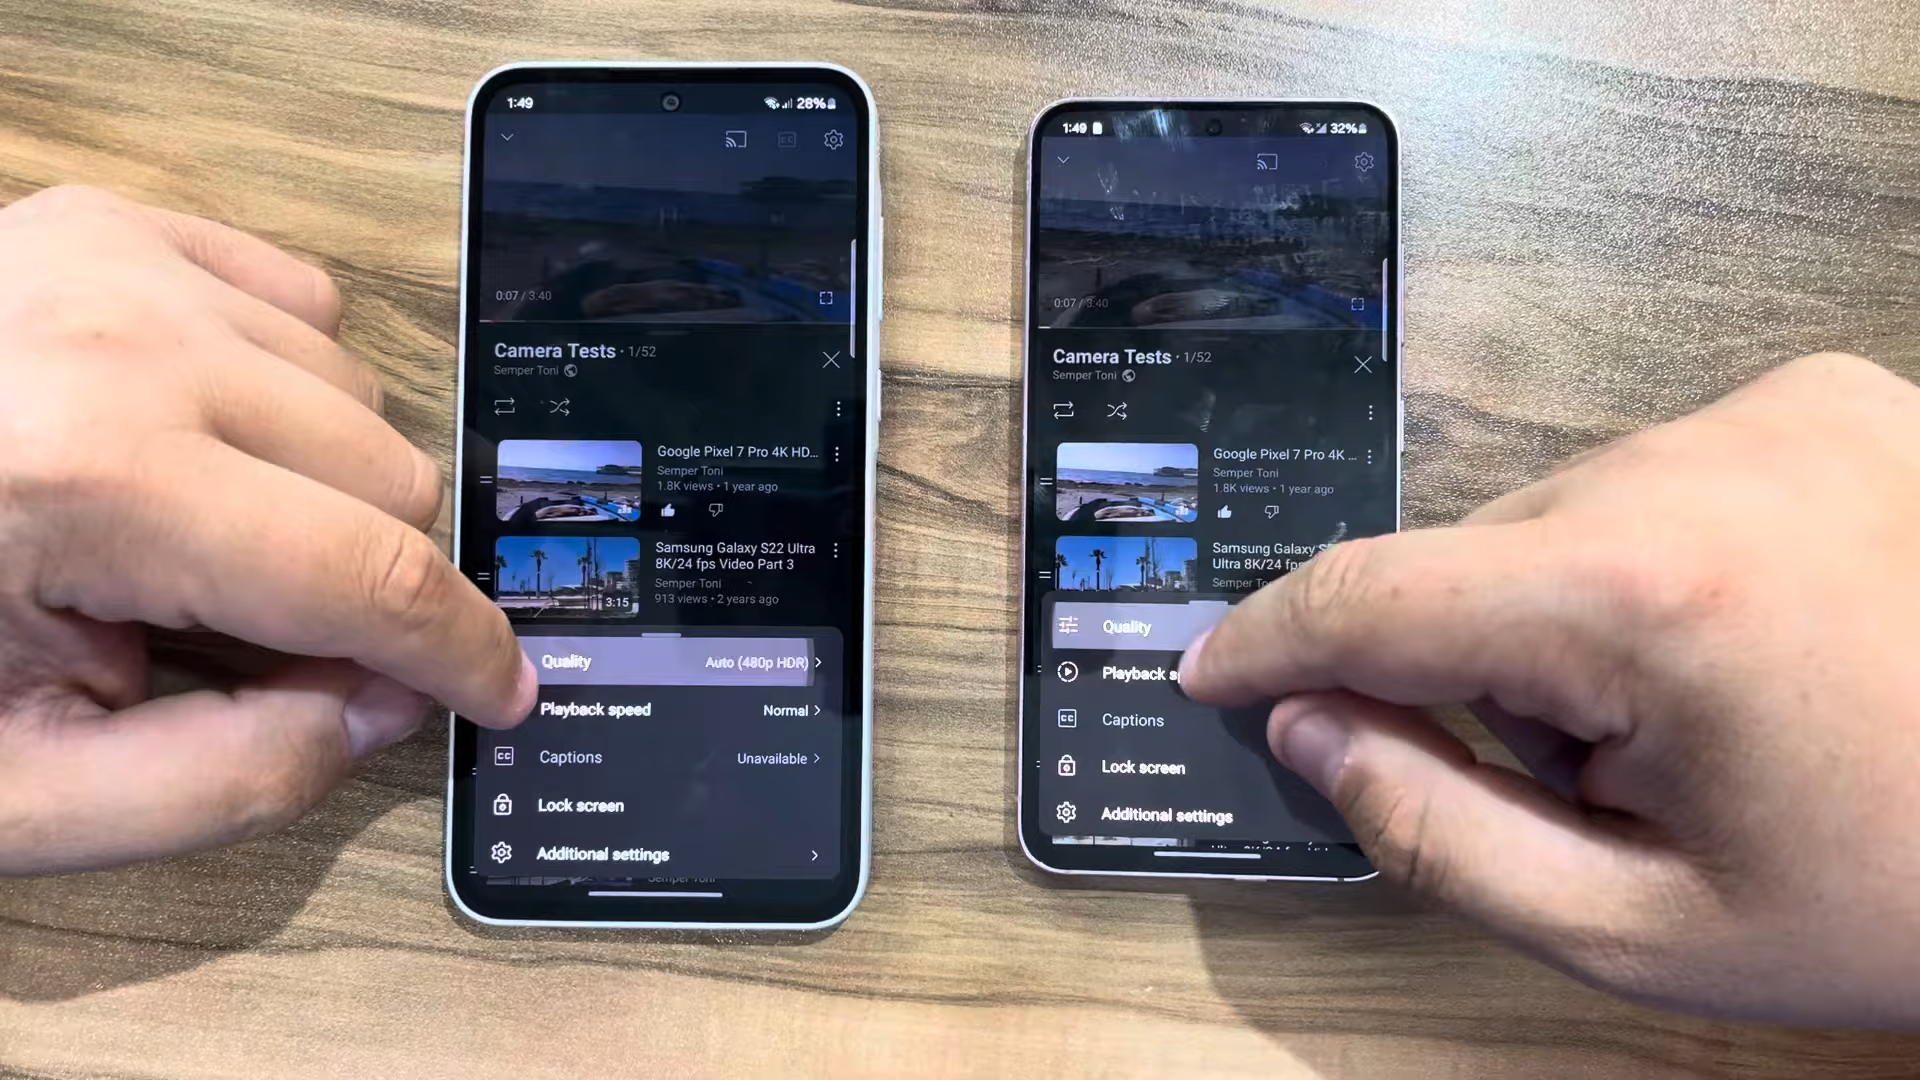 1:49
28%
0:07 / 3:40
Camera Tests · 1/52
Semper Toni
Google Pixel 7 Pro 4K HD...
Semper Toni
1.8K views · 1 year ago
Samsung Galaxy S22 Ultra
8K/24 fps Video Part 3
Semper Toni
913 views · 2 years ago
3:15
Quality Auto (480p HDR)
Playback speed Normal
CC Captions Unavailable
Lock screen
Additional settings
Semper Toni
1:49
32%
0:07 / 3:40
Camera Tests · 1/52
Semper Toni
Google Pixel 7 Pro 4K ...
Semper Toni
1.8K views · 1 year ago
Samsung Galaxy
Ultra 8K/24
Semper
Quality
Playback
CC Captions
Lock screen
Additional settings